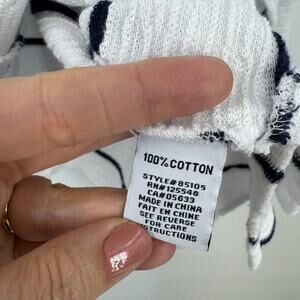 100% COTTON
STYLE#85105
RN#125546
CA#05633
MADE IN CHINA
FAIT EN CHINE
SEE REVERSE
FOR CARE
INSTRUCTIONS